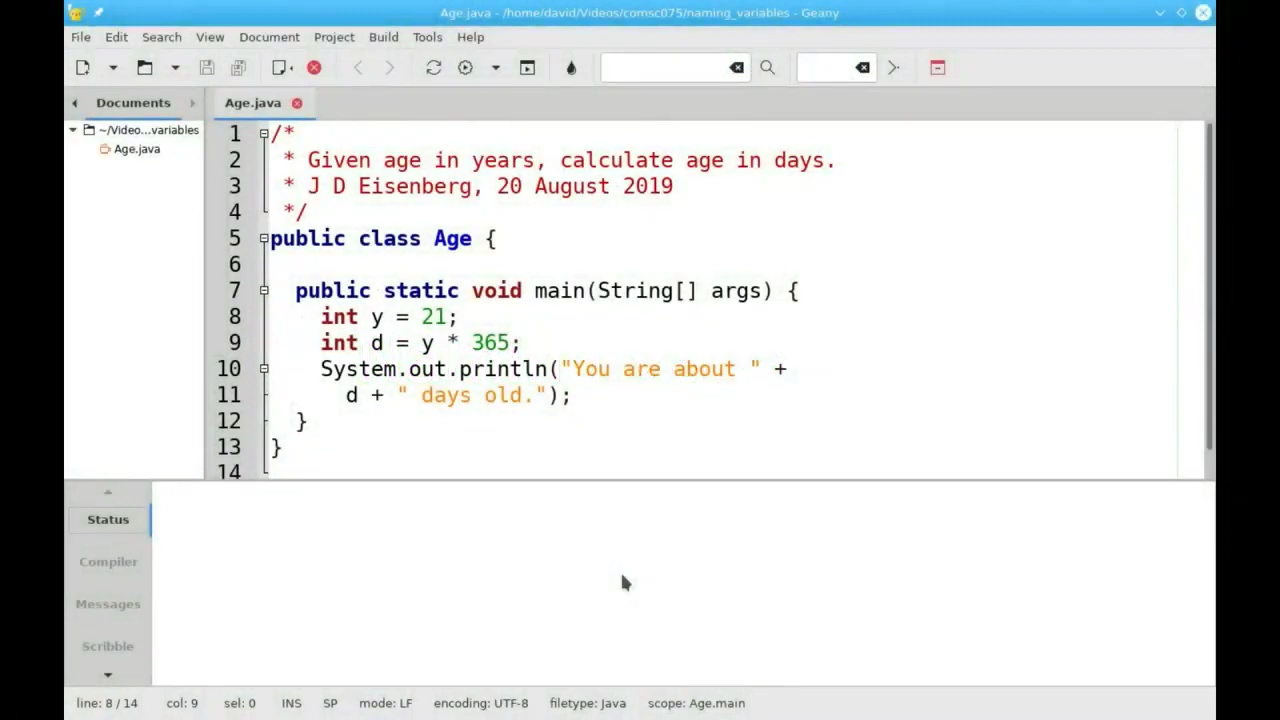 Age.java - /home/david/Videos/comsc075/naming_variables - Geany
File Edit Search View Document Project Build Tools Help
Documents
Age.java
~/Video...variables
Age.java
1 /*
2 * Given age in years, calculate age in days.
3 * J D Eisenberg, 20 August 2019
4 */
5 public class Age {
6
7 public static void main(String[] args) {
8 int y = 21;
9 int d = y * 365;
10 System.out.println("You are about " +
11 d + " days old.");
12 }
13 }
14
Status
Compiler
Messages
Scribble
line: 8 / 14 col: 9 sel: 0 INS SP mode: LF encoding: UTF-8 filetype: Java scope: Age.main